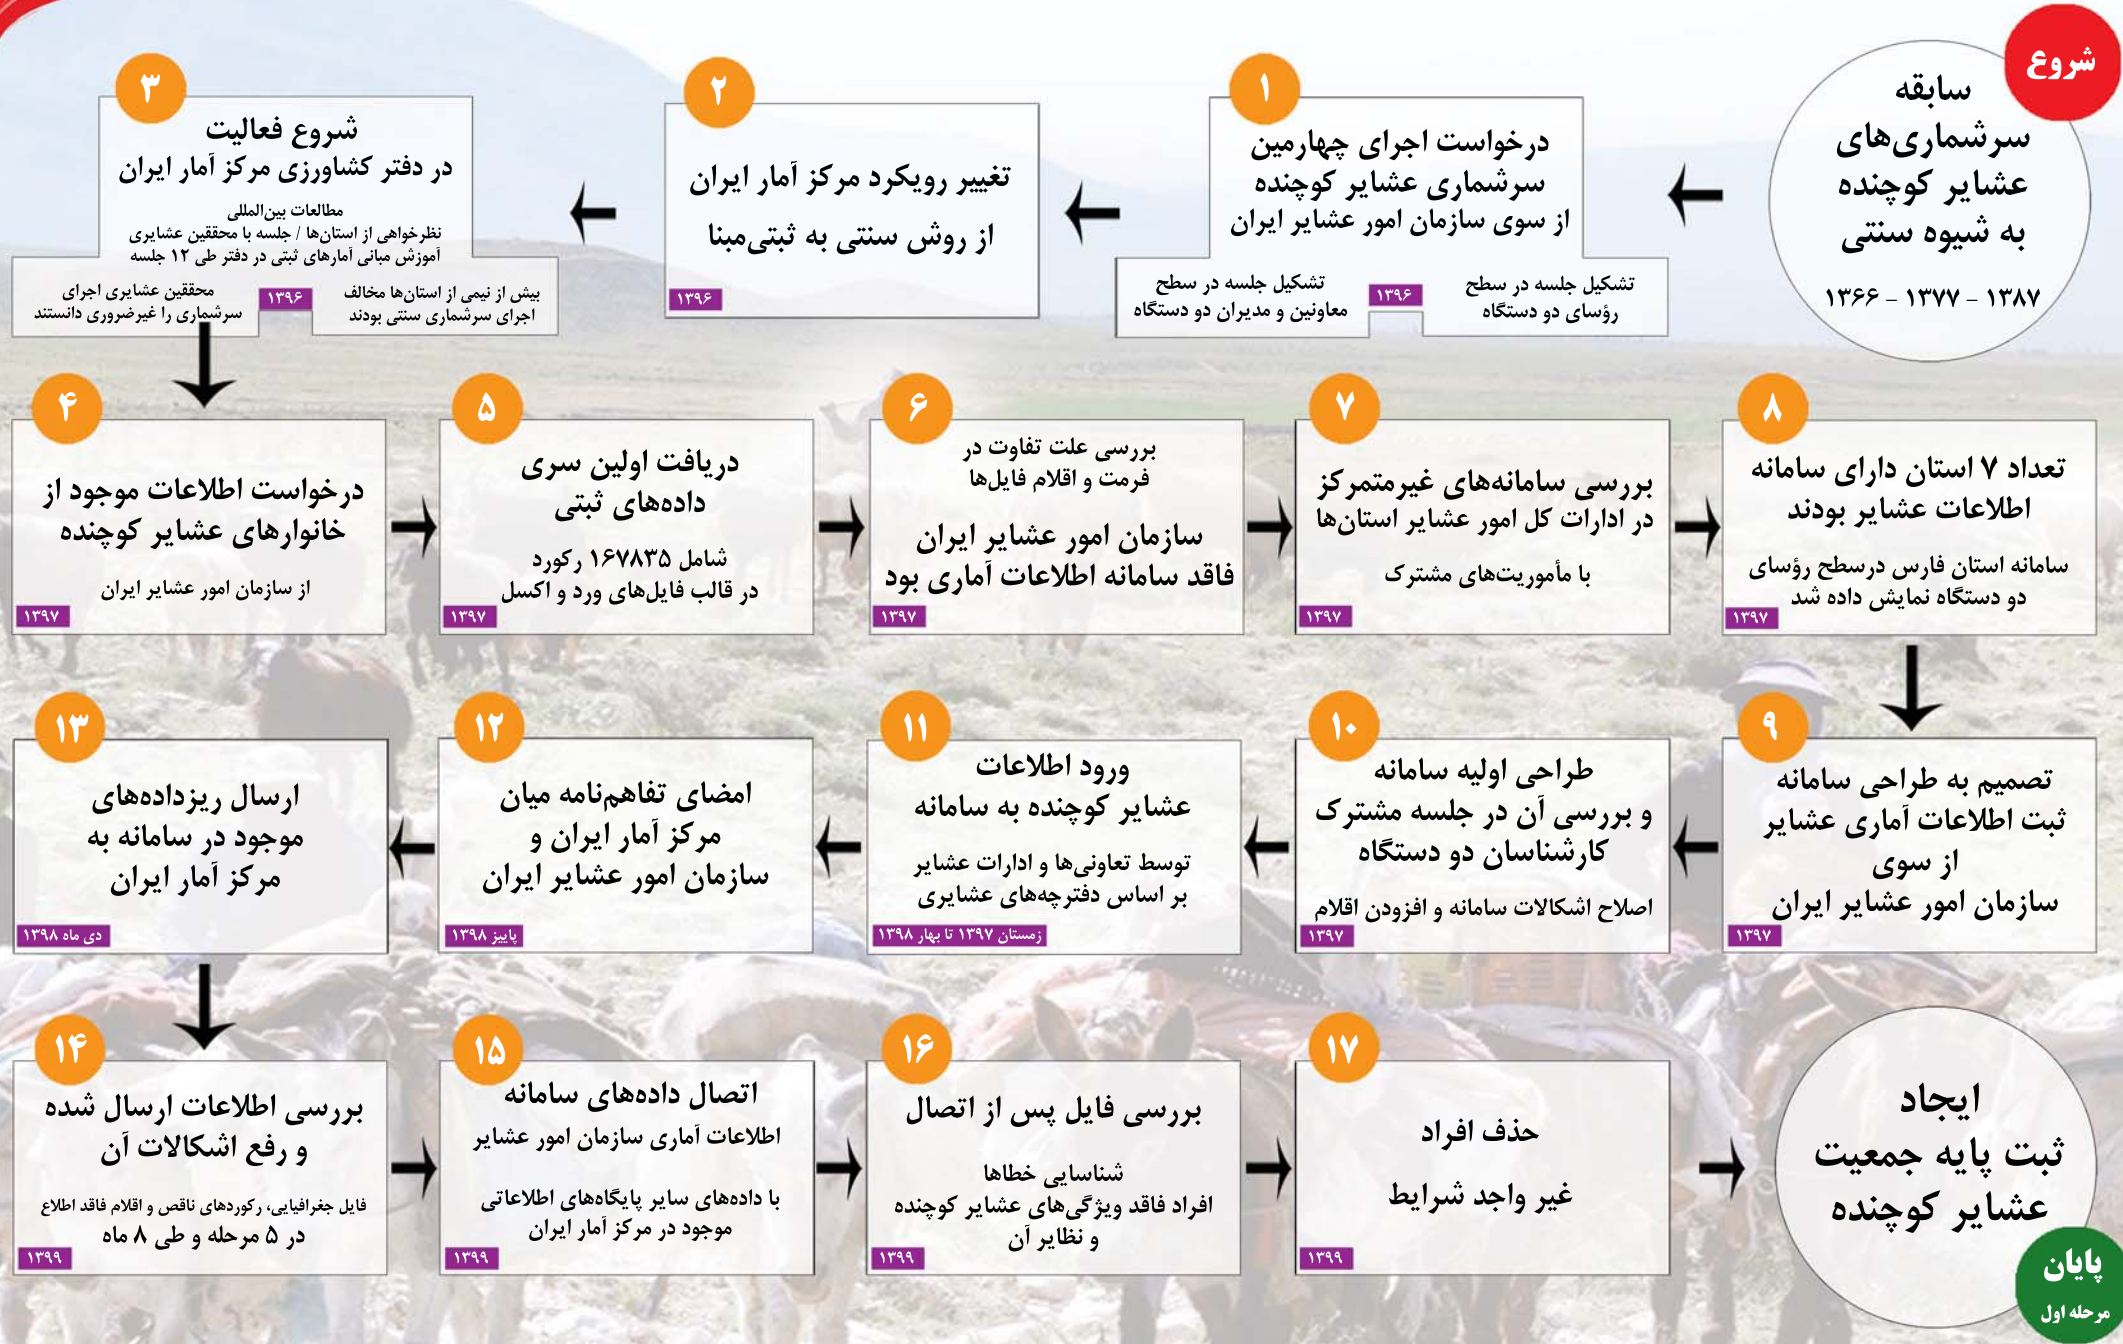 شروع
سابقه
سرشماری‌های
عشایر کوچنده
به شیوه سنتی
۱۳۶۶ - ۱۳۷۷ - ۱۳۸۷
۱
درخواست اجرای چهارمین
سرشماری عشایر کوچنده
از سوی سازمان امور عشایر ایران
تشکیل جلسه در سطح
رؤسای دو دستگاه
۱۳۹۶
تشکیل جلسه در سطح
معاونین و مدیران دو دستگاه
۲
تغییر رویکرد مرکز آمار ایران
از روش سنتی به ثبتی‌مبنا
۱۳۹۶
۳
شروع فعالیت
در دفتر کشاورزی مرکز آمار ایران
مطالعات بین‌المللی
نظرخواهی از استان‌ها / جلسه با محققین عشایری
آموزش مبانی آمارهای ثبتی در دفتر طی ۱۲ جلسه
بیش از نیمی از استان‌ها مخالف
اجرای سرشماری سنتی بودند
۱۳۹۶
محققین عشایری اجرای
سرشماری را غیرضروری دانستند
۴
درخواست اطلاعات موجود از
خانوارهای عشایر کوچنده
از سازمان امور عشایر ایران
۱۳۹۷
۵
دریافت اولین سری
داده‌های ثبتی
شامل ۱۶۷۸۳۵ رکورد
در قالب فایل‌های ورد و اکسل
۱۳۹۷
۶
بررسی علت تفاوت در
فرمت و اقلام فایل‌ها
سازمان امور عشایر ایران
فاقد سامانه اطلاعات آماری بود
۱۳۹۷
۷
بررسی سامانه‌های غیرمتمرکز
در ادارات کل امور عشایر استان‌ها
با مأموریت‌های مشترک
۱۳۹۷
۸
تعداد ۷ استان دارای سامانه
اطلاعات عشایر بودند
سامانه استان فارس درسطح رؤسای
دو دستگاه نمایش داده شد
۱۳۹۷
۹
تصمیم به طراحی سامانه
ثبت اطلاعات آماری عشایر
از سوی
سازمان امور عشایر ایران
۱۳۹۷
۱۰
طراحی اولیه سامانه
و بررسی آن در جلسه مشترک
کارشناسان دو دستگاه
اصلاح اشکالات سامانه و افزودن اقلام
۱۳۹۷
۱۱
ورود اطلاعات
عشایر کوچنده به سامانه
توسط تعاونی‌ها و ادارات عشایر
بر اساس دفترچه‌های عشایری
زمستان ۱۳۹۷ تا بهار ۱۳۹۸
۱۲
امضای تفاهم‌نامه میان
مرکز آمار ایران و
سازمان امور عشایر ایران
پاییز ۱۳۹۸
۱۳
ارسال ریزداده‌های
موجود در سامانه به
مرکز آمار ایران
دی ماه ۱۳۹۸
۱۴
بررسی اطلاعات ارسال شده
و رفع اشکالات آن
فایل جغرافیایی، رکوردهای ناقص و اقلام فاقد اطلاع
در ۵ مرحله و طی ۸ ماه
۱۳۹۹
۱۵
اتصال داده‌های سامانه
اطلاعات آماری سازمان امور عشایر
با داده‌های سایر پایگاه‌های اطلاعاتی
موجود در مرکز آمار ایران
۱۳۹۹
۱۶
بررسی فایل پس از اتصال
شناسایی خطاها
افراد فاقد ویژگی‌های عشایر کوچنده
و نظایر آن
۱۳۹۹
۱۷
حذف افراد
غیر واجد شرایط
۱۳۹۹
ایجاد
ثبت پایه جمعیت
عشایر کوچنده
پایان
مرحله اول